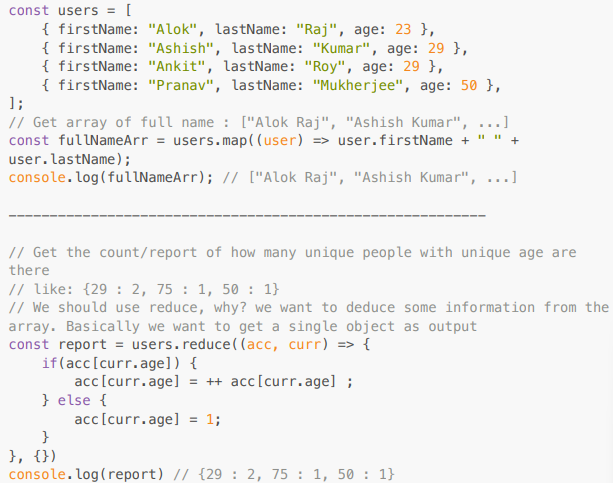 const users = [
    { firstName: "Alok", lastName: "Raj", age: 23 },
    { firstName: "Ashish", lastName: "Kumar", age: 29 },
    { firstName: "Ankit", lastName: "Roy", age: 29 },
    { firstName: "Pranav", lastName: "Mukherjee", age: 50 },
];
// Get array of full name : ["Alok Raj", "Ashish Kumar", ...]
const fullNameArr = users.map((user) => user.firstName + " " +
user.lastName);
console.log(fullNameArr); // ["Alok Raj", "Ashish Kumar", ...]
----------------------------------------------------------
// Get the count/report of how many unique people with unique age are
there
// like: {29 : 2, 75 : 1, 50 : 1}
// We should use reduce, why? we want to deduce some information from the
array. Basically we want to get a single object as output
const report = users.reduce((acc, curr) => {
    if(acc[curr.age]) {
        acc[curr.age] = ++ acc[curr.age] ;
    } else {
        acc[curr.age] = 1;
    }
}, {})
console.log(report) // {29 : 2, 75 : 1, 50 : 1}